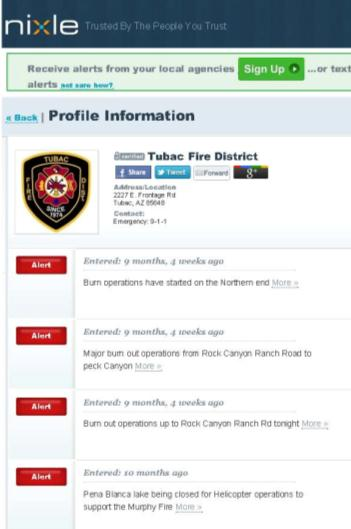 nixle Trusted By The People You Trust
Receive alerts from your local agencies Sign Up ...or text
alerts not sure how?
« Back | Profile Information
TUBAC
FIRE DIST
SINCE
1974
certified Tubac Fire District
f Share Tweet Forward g+
Address/Location
2227 E. Frontage Rd
Tubac, AZ 85646
Contact:
Emergency: 9-1-1
Alert Entered: 9 months, 4 weeks ago
Burn operations have started on the Northern end More »
Alert Entered: 9 months, 4 weeks ago
Major burn out operations from Rock Canyon Ranch Road to
peck Canyon More »
Alert Entered: 9 months, 4 weeks ago
Burn out operations up to Rock Canyon Ranch Rd tonight More »
Alert Entered: 10 months ago
Pena Blanca lake being closed for Helicopter operations to
support the Murphy Fire More »